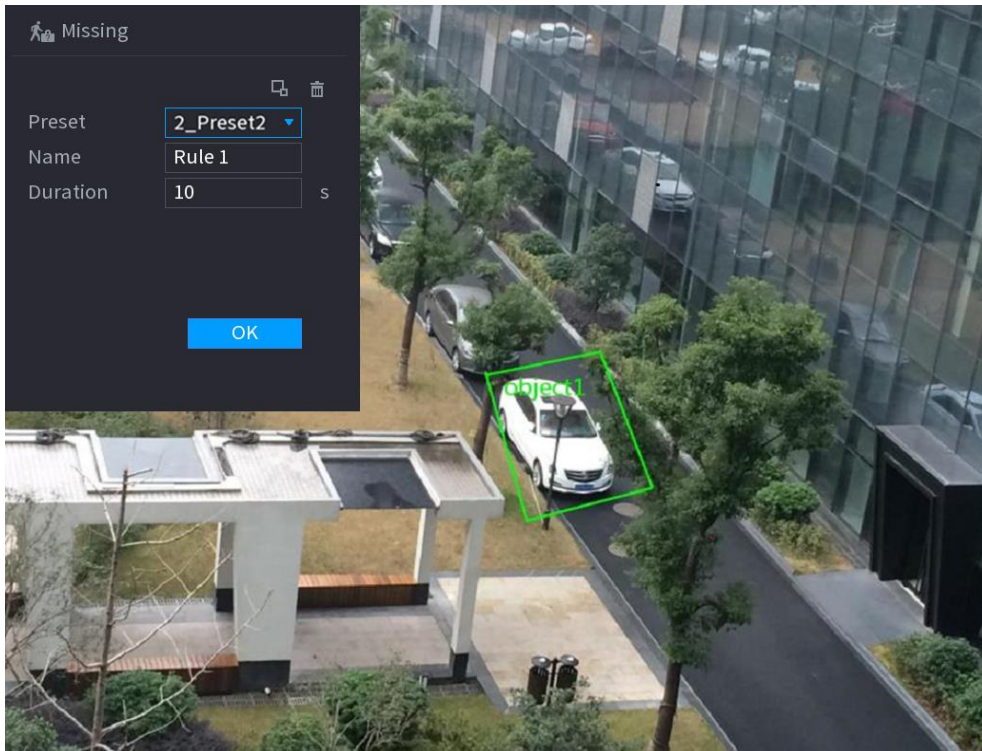 Missing
Preset 2_Preset2
Name Rule 1
Duration 10 s
OK
object1